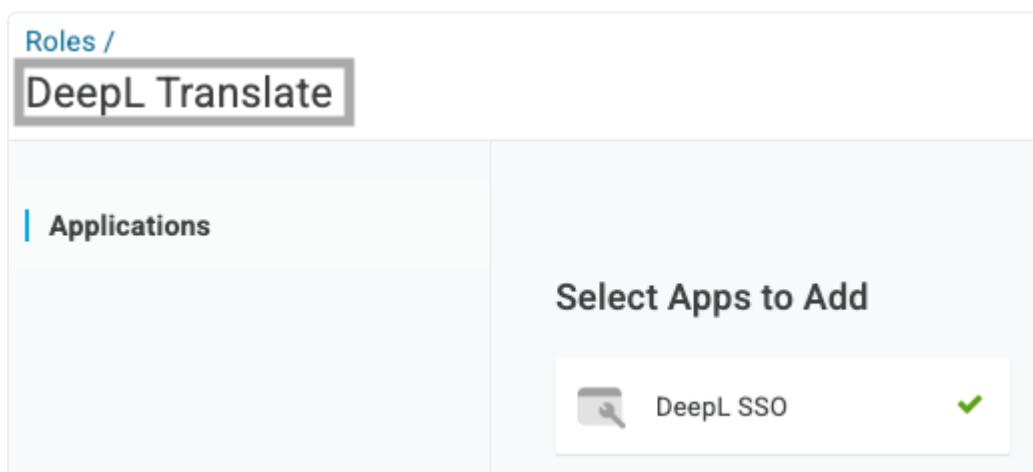 Roles /
DeepL Translate
Applications
Select Apps to Add
DeepL SSO